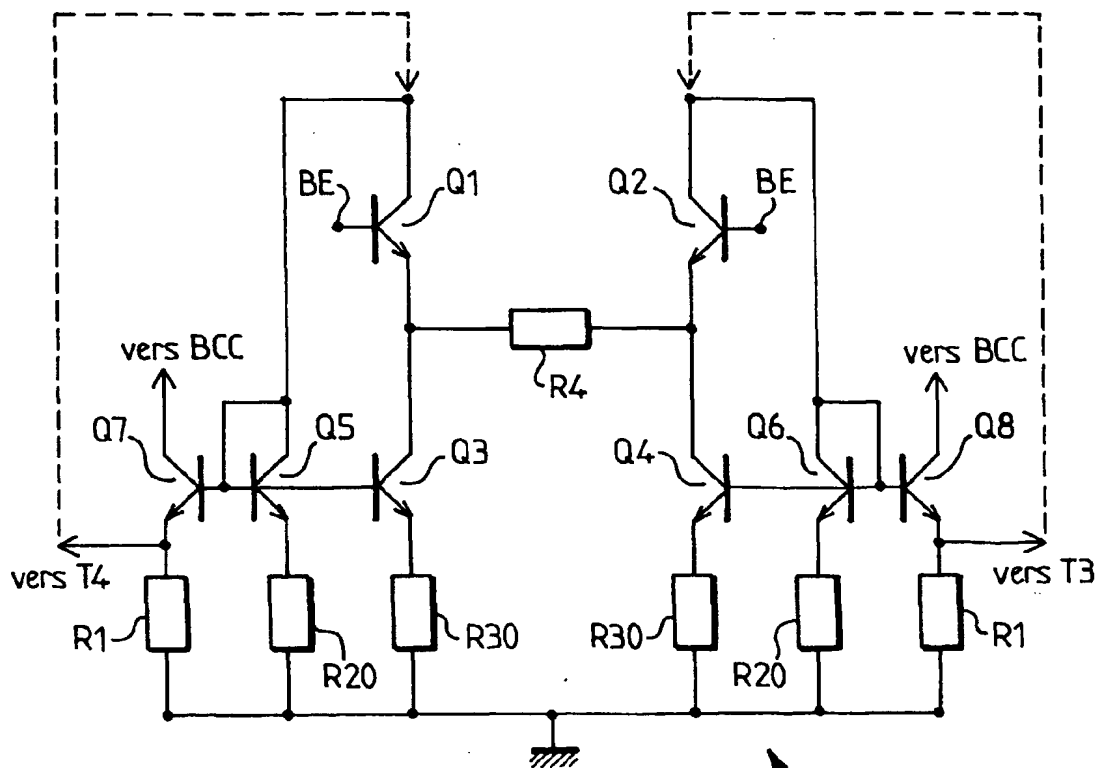 BE
Q1
Q2
BE
vers BCC
R4
vers BCC
Q7
Q5
Q3
Q4
Q6
Q8
vers T4
vers T3
R1
R20
R30
R30
R20
R1